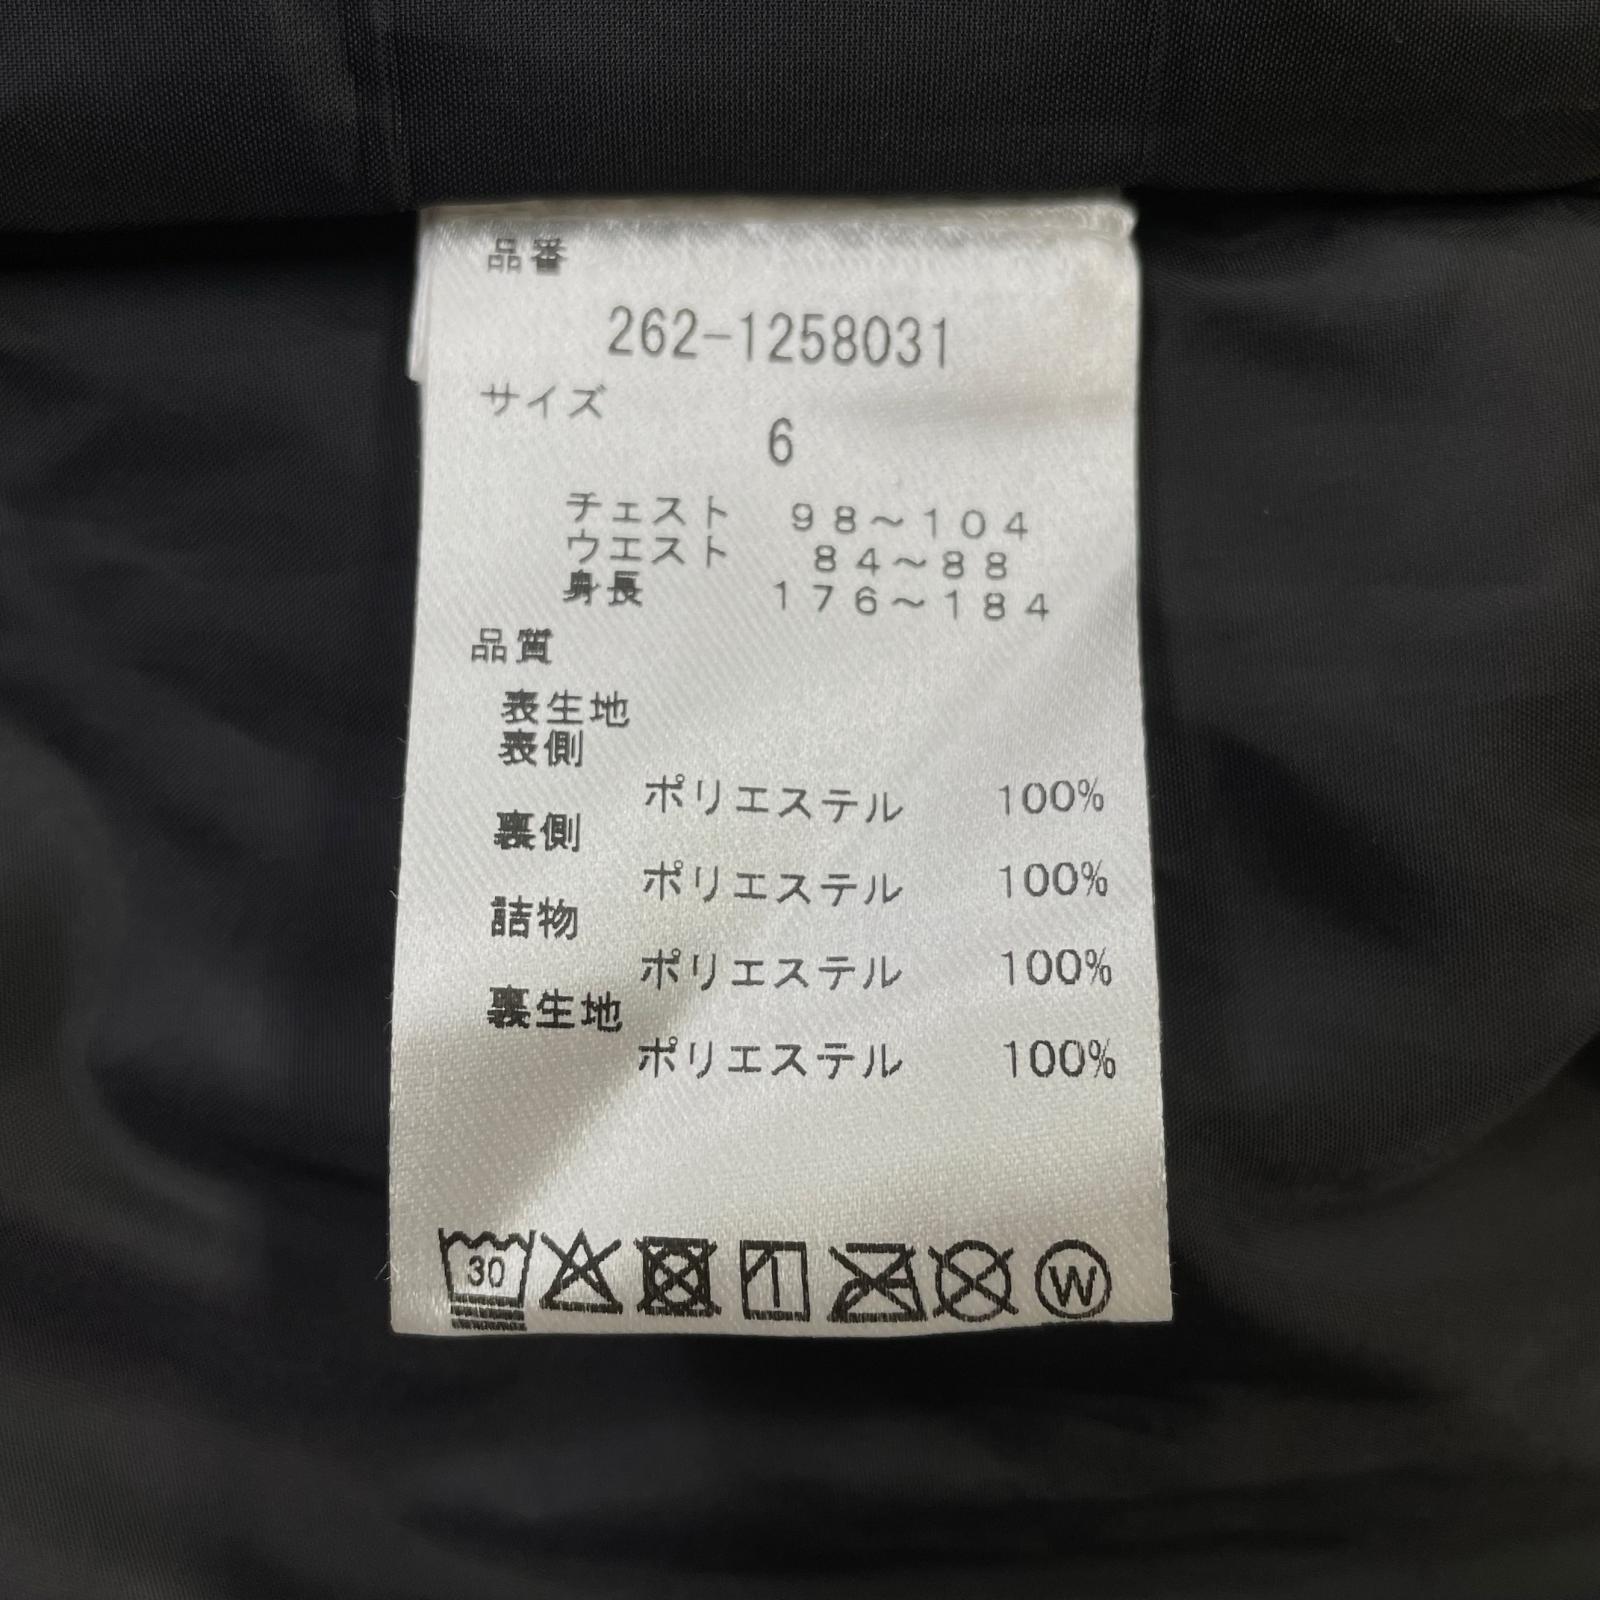 品番
262-1258031
サイズ
6
チェスト 98～104
ウエスト 84～88
身長 176～184
品質
表生地
表側
ポリエステル 100%
裏側
ポリエステル 100%
詰物
ポリエステル 100%
裏生地
ポリエステル 100%
30 W